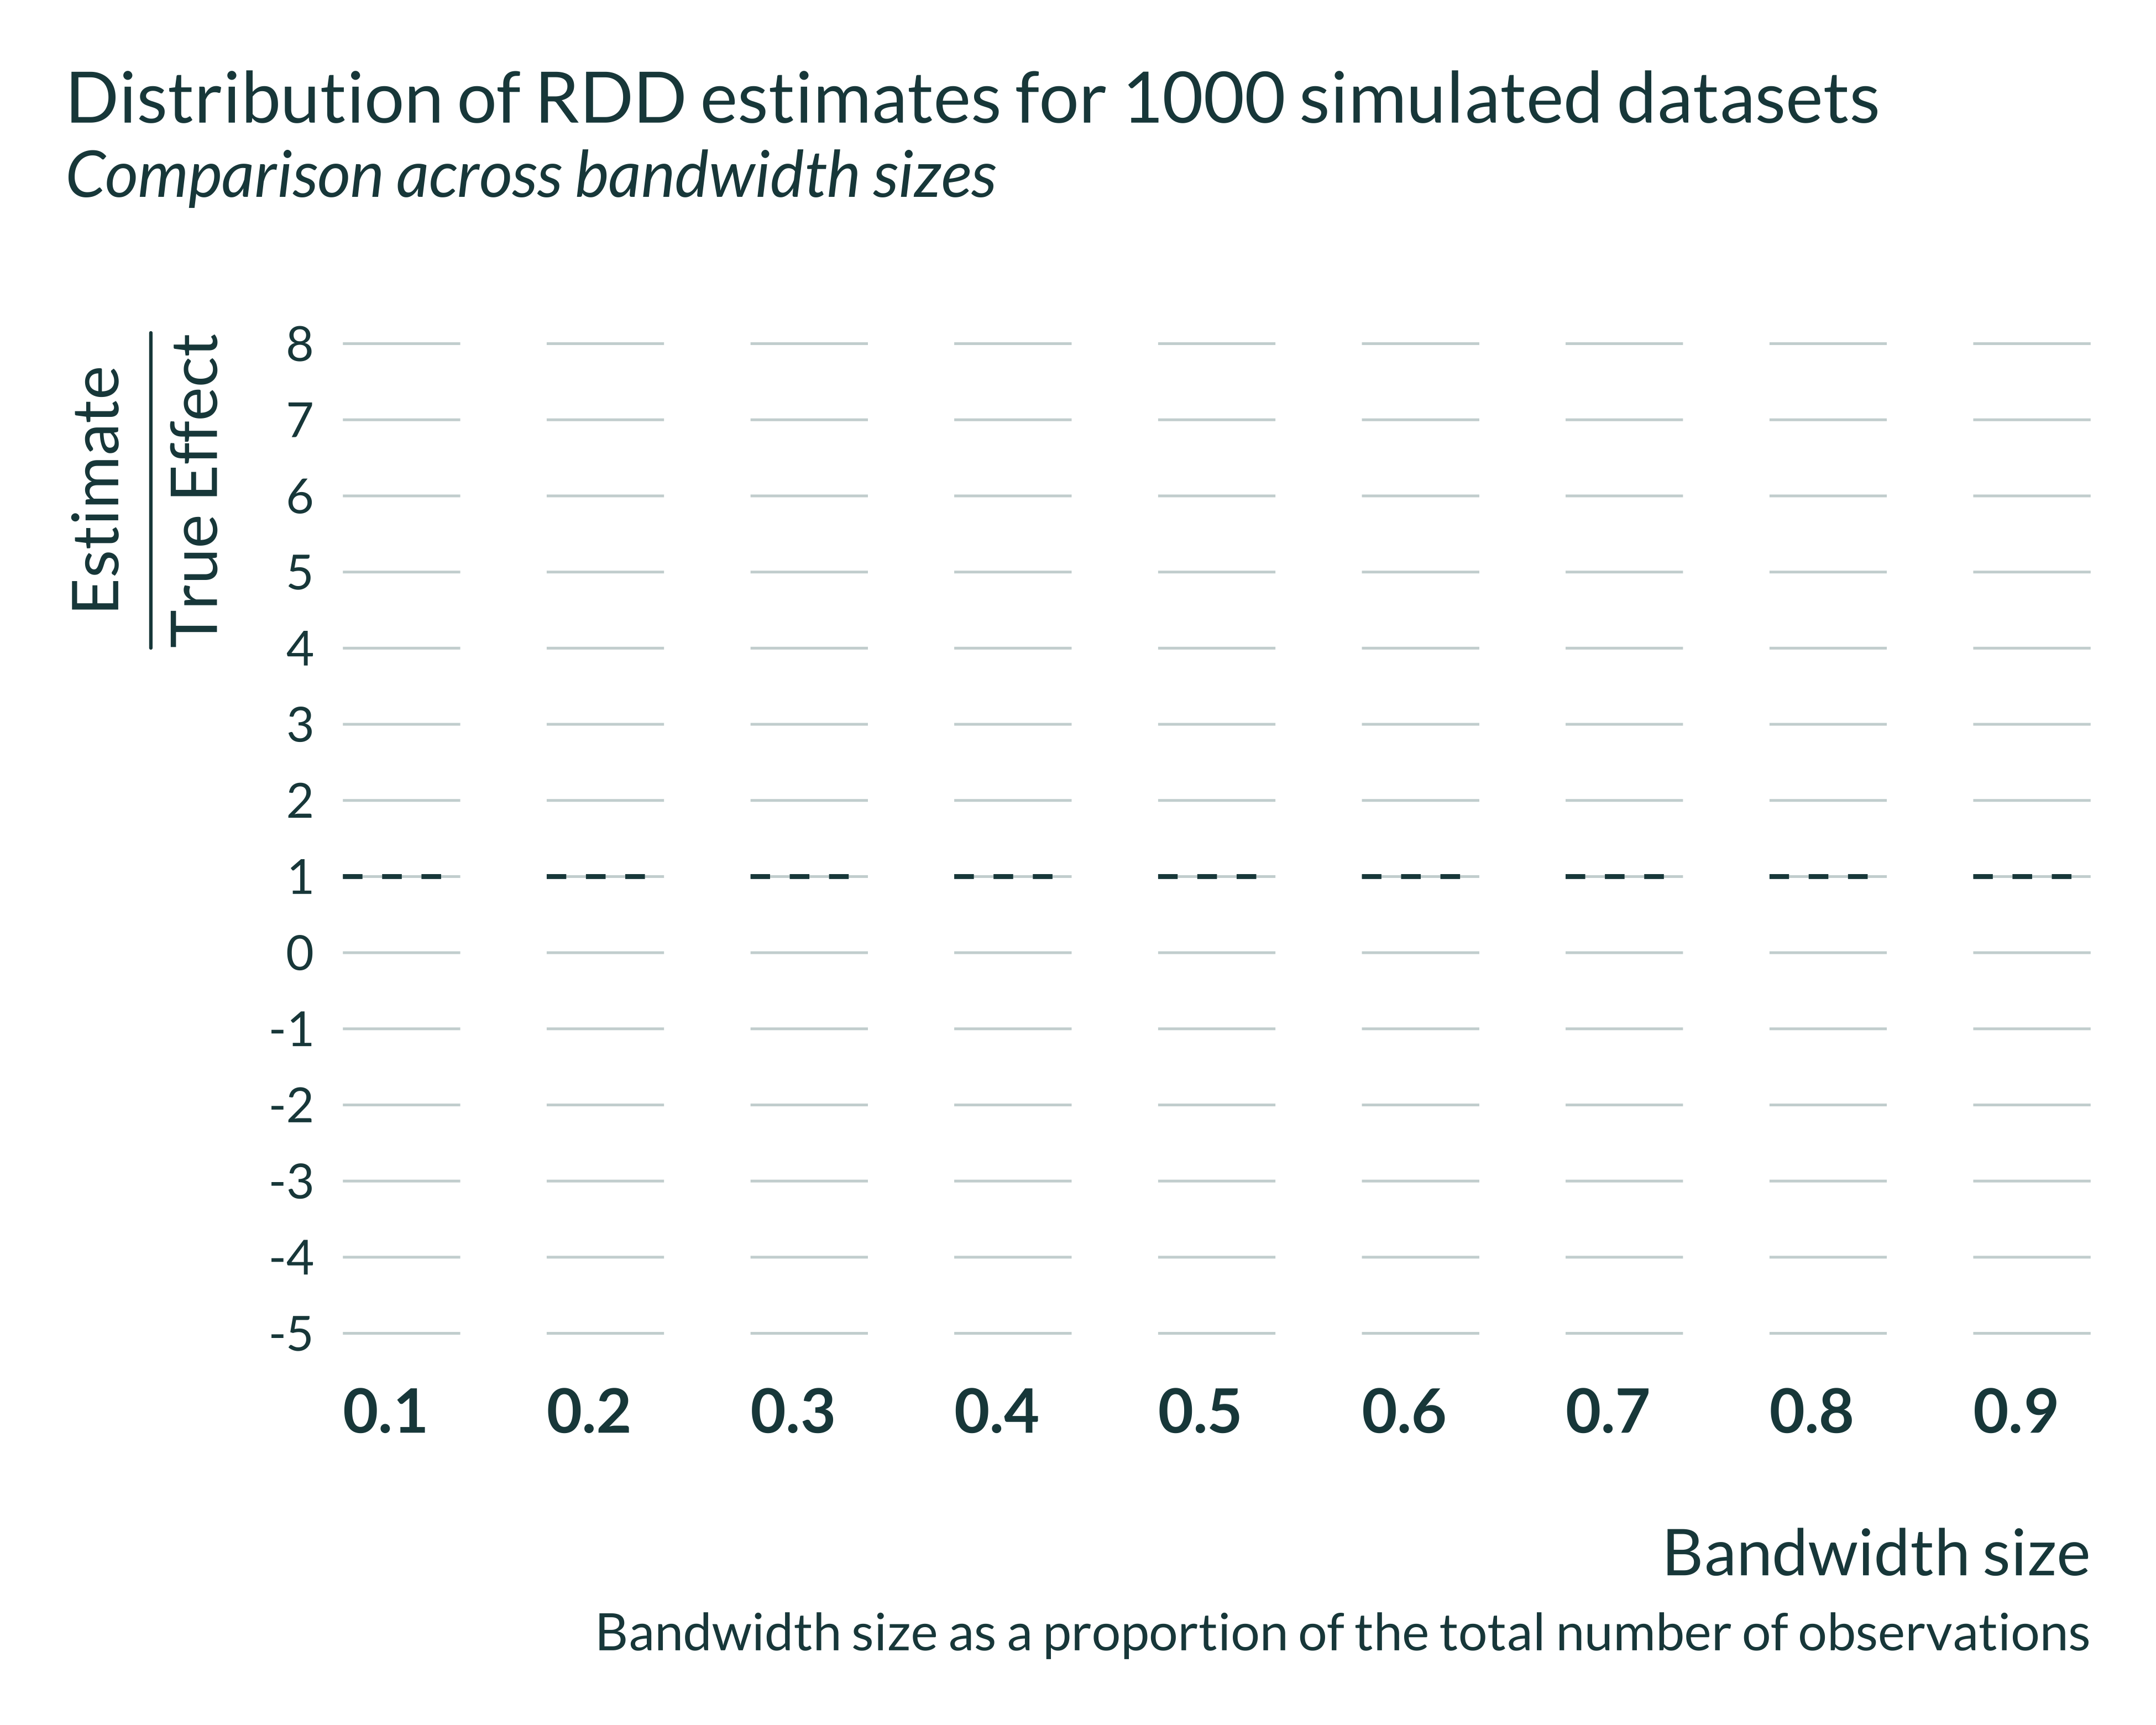 Distribution of RDD estimates for 1000 simulated datasets
Comparison across bandwidth sizes
Estimate
True Effect
8
7
6
5
4
3
2
1
0
-1
-2
-3
-4
-5
0.1 0.2 0.3 0.4 0.5 0.6 0.7 0.8 0.9
Bandwidth size
Bandwidth size as a proportion of the total number of observations